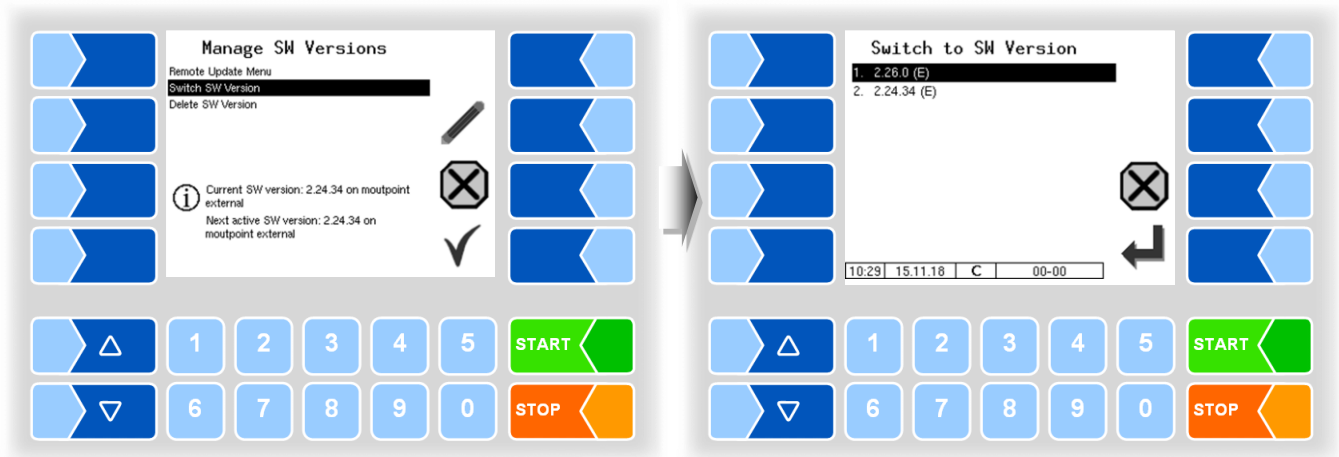 Manage SW Versions
Remote Update Menu
Switch SW Version
Delete SW Version
Current SW version: 2.24.34 on moutpoint
external
Next active SW version: 2.24.34 on
moutpoint external
1 2 3 4 5 START
6 7 8 9 0 STOP
Switch to SW Version
1. 2.26.0 (E)
2. 2.24.34 (E)
10:29 15.11.18 C 00-00
1 2 3 4 5 START
6 7 8 9 0 STOP